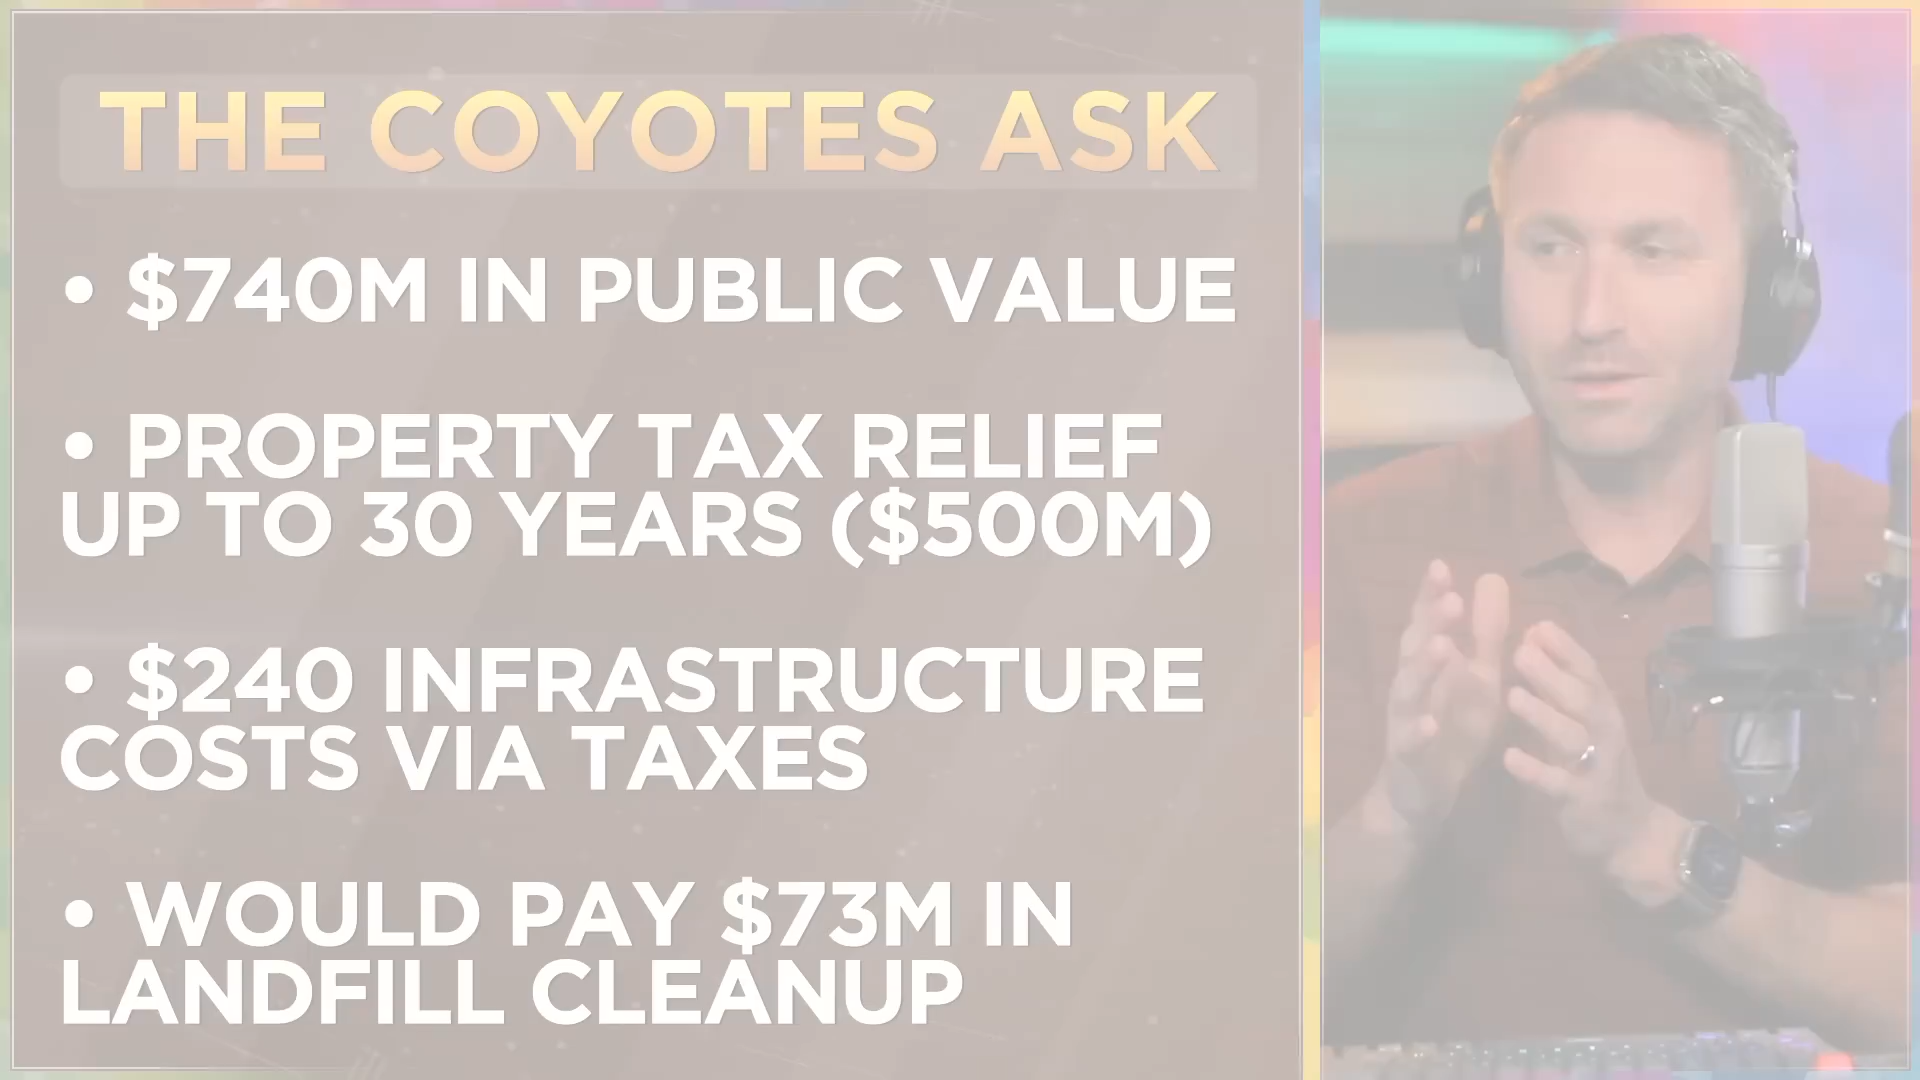 THE COYOTES ASK
• $740M IN PUBLIC VALUE
• PROPERTY TAX RELIEF
UP TO 30 YEARS ($500M)
• $240 INFRASTRUCTURE
COSTS VIA TAXES
• WOULD PAY $73M IN
LANDFILL CLEANUP